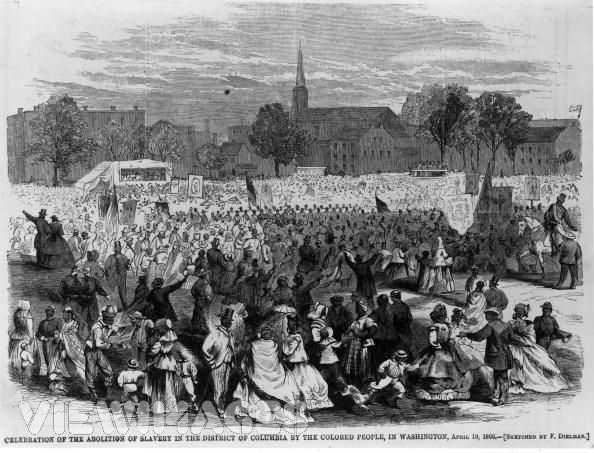 CELEBRATION OF THE ABOLITION OF SLAVERY IN THE DISTRICT OF COLUMBIA BY THE COLORED PEOPLE, IN WASHINGTON, APRIL 19, 1866.—[SKETCHED BY F. DIELMAN.]
VIEWIMAGES